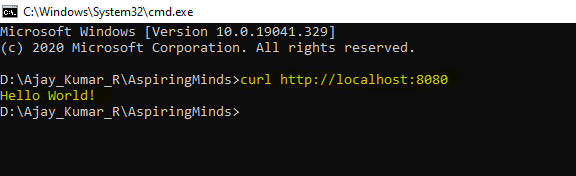 C:\Windows\System32\cmd.exe
Microsoft Windows [Version 10.0.19041.329]
(c) 2020 Microsoft Corporation. All rights reserved.
D:\Ajay_Kumar_R\AspiringMinds>curl http://localhost:8080
Hello World!
D:\Ajay_Kumar_R\AspiringMinds>